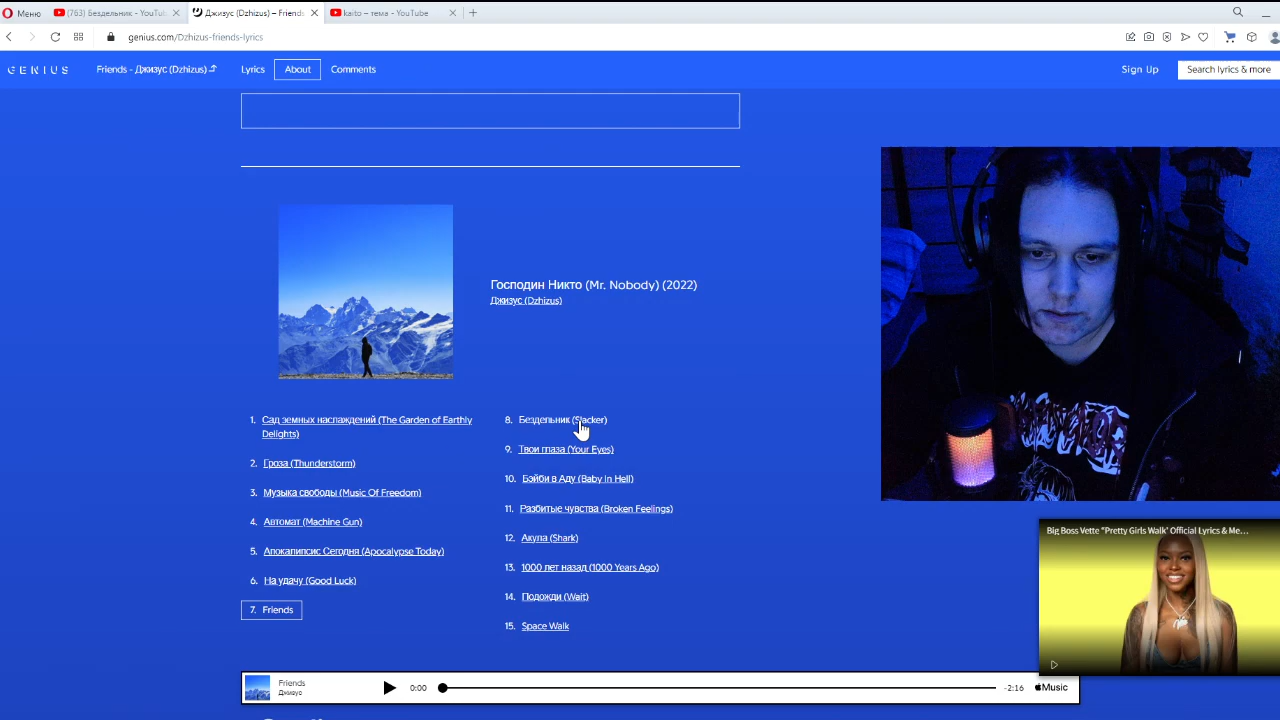 Меню
(763) Бездельник - YouTub
Джизус (Dzhizus) – Friends
kaito – тема - YouTube
genius.com/Dzhizus-friends-lyrics
GENIUS
Friends - Джизус (Dzhizus)
Lyrics
About
Comments
Sign Up
Search lyrics & more
Господин Никто (Mr. Nobody) (2022)
Джизус (Dzhizus)
1. Сад земных наслаждений (The Garden of Earthly
Delights)
2. Гроза (Thunderstorm)
3. Музыка свободы (Music Of Freedom)
4. Автомат (Machine Gun)
5. Апокалипсис Сегодня (Apocalypse Today)
6. На удачу (Good Luck)
7. Friends
8. Бездельник (Slacker)
9. Твои глаза (Your Eyes)
10. Бэйби в Аду (Baby In Hell)
11. Разбитые чувства (Broken Feelings)
12. Акула (Shark)
13. 1000 лет назад (1000 Years Ago)
14. Подожди (Wait)
15. Space Walk
Big Boss Vette "Pretty Girls Walk" Official Lyrics & Me...
Friends
Джизус
0:00
-2:16
Music